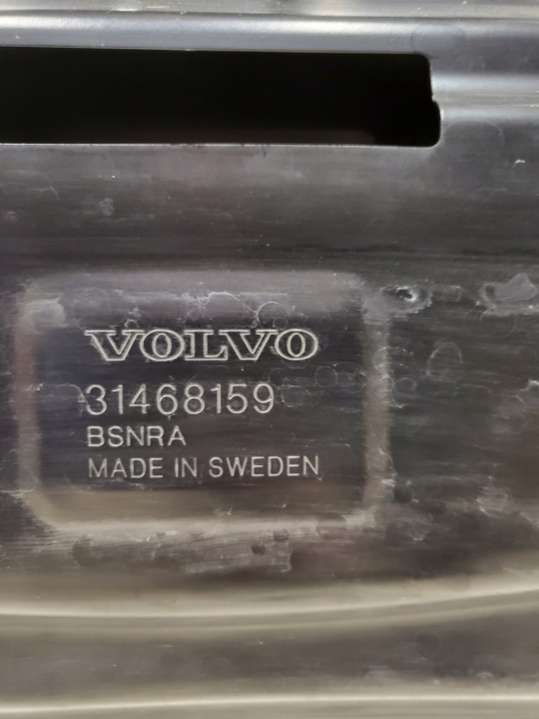 VOLVO
31468159
BSNRA
MADE IN SWEDEN